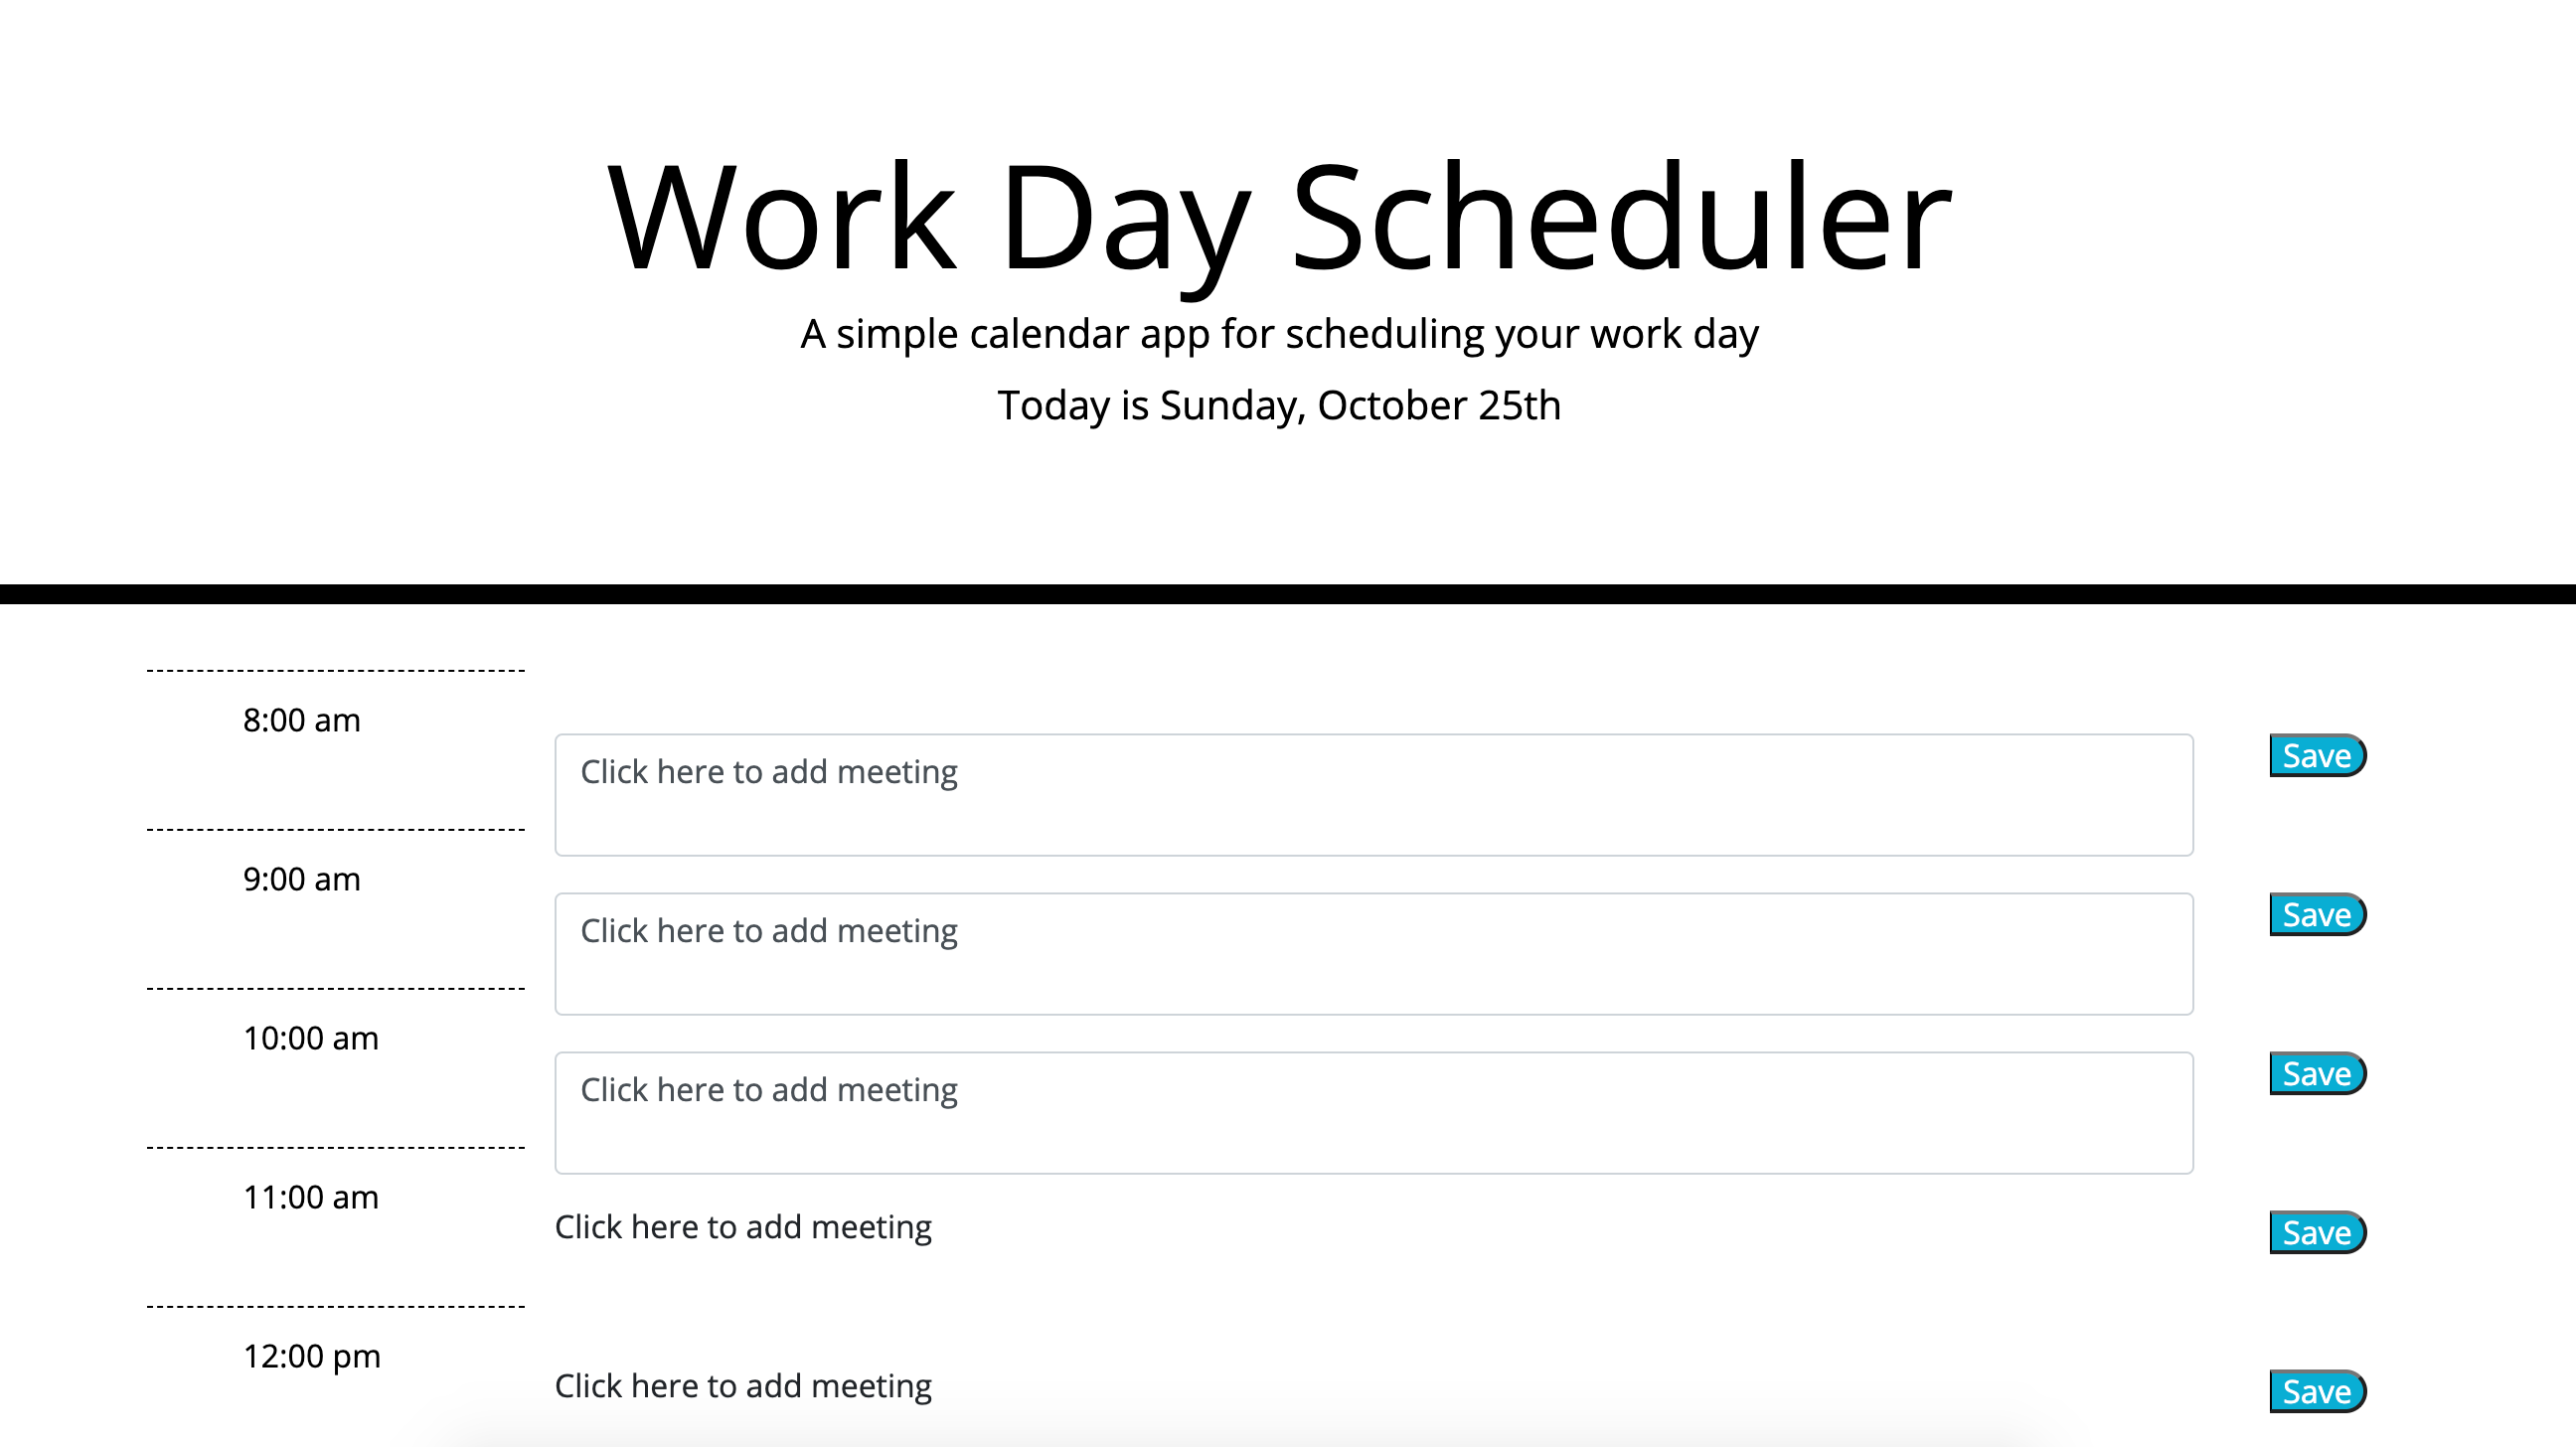 Work Day Scheduler
A simple calendar app for scheduling your work day
Today is Sunday, October 25th
8:00 am
Click here to add meeting
Save
9:00 am
Click here to add meeting
Save
10:00 am
Click here to add meeting
Save
11:00 am
Click here to add meeting
Save
12:00 pm
Click here to add meeting
Save